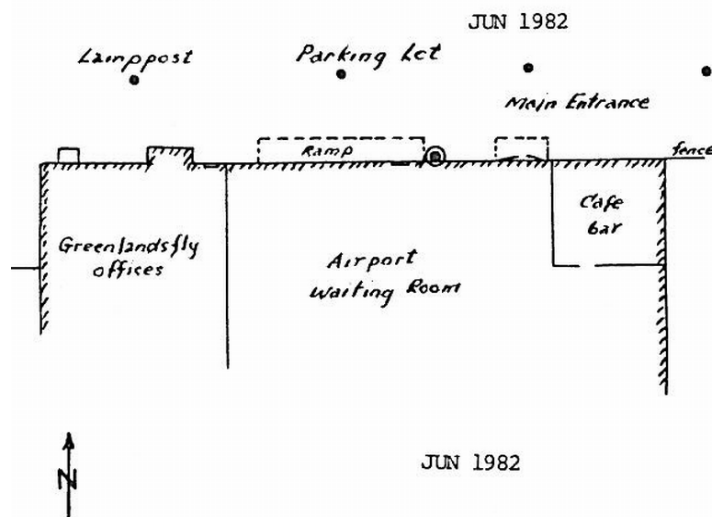 JUN 1982
Lamppost
Parking Lot
Main Entrance
Ramp
fence
Cafe
bar
Greenlandsfly
offices
Airport
Waiting Room
N
JUN 1982